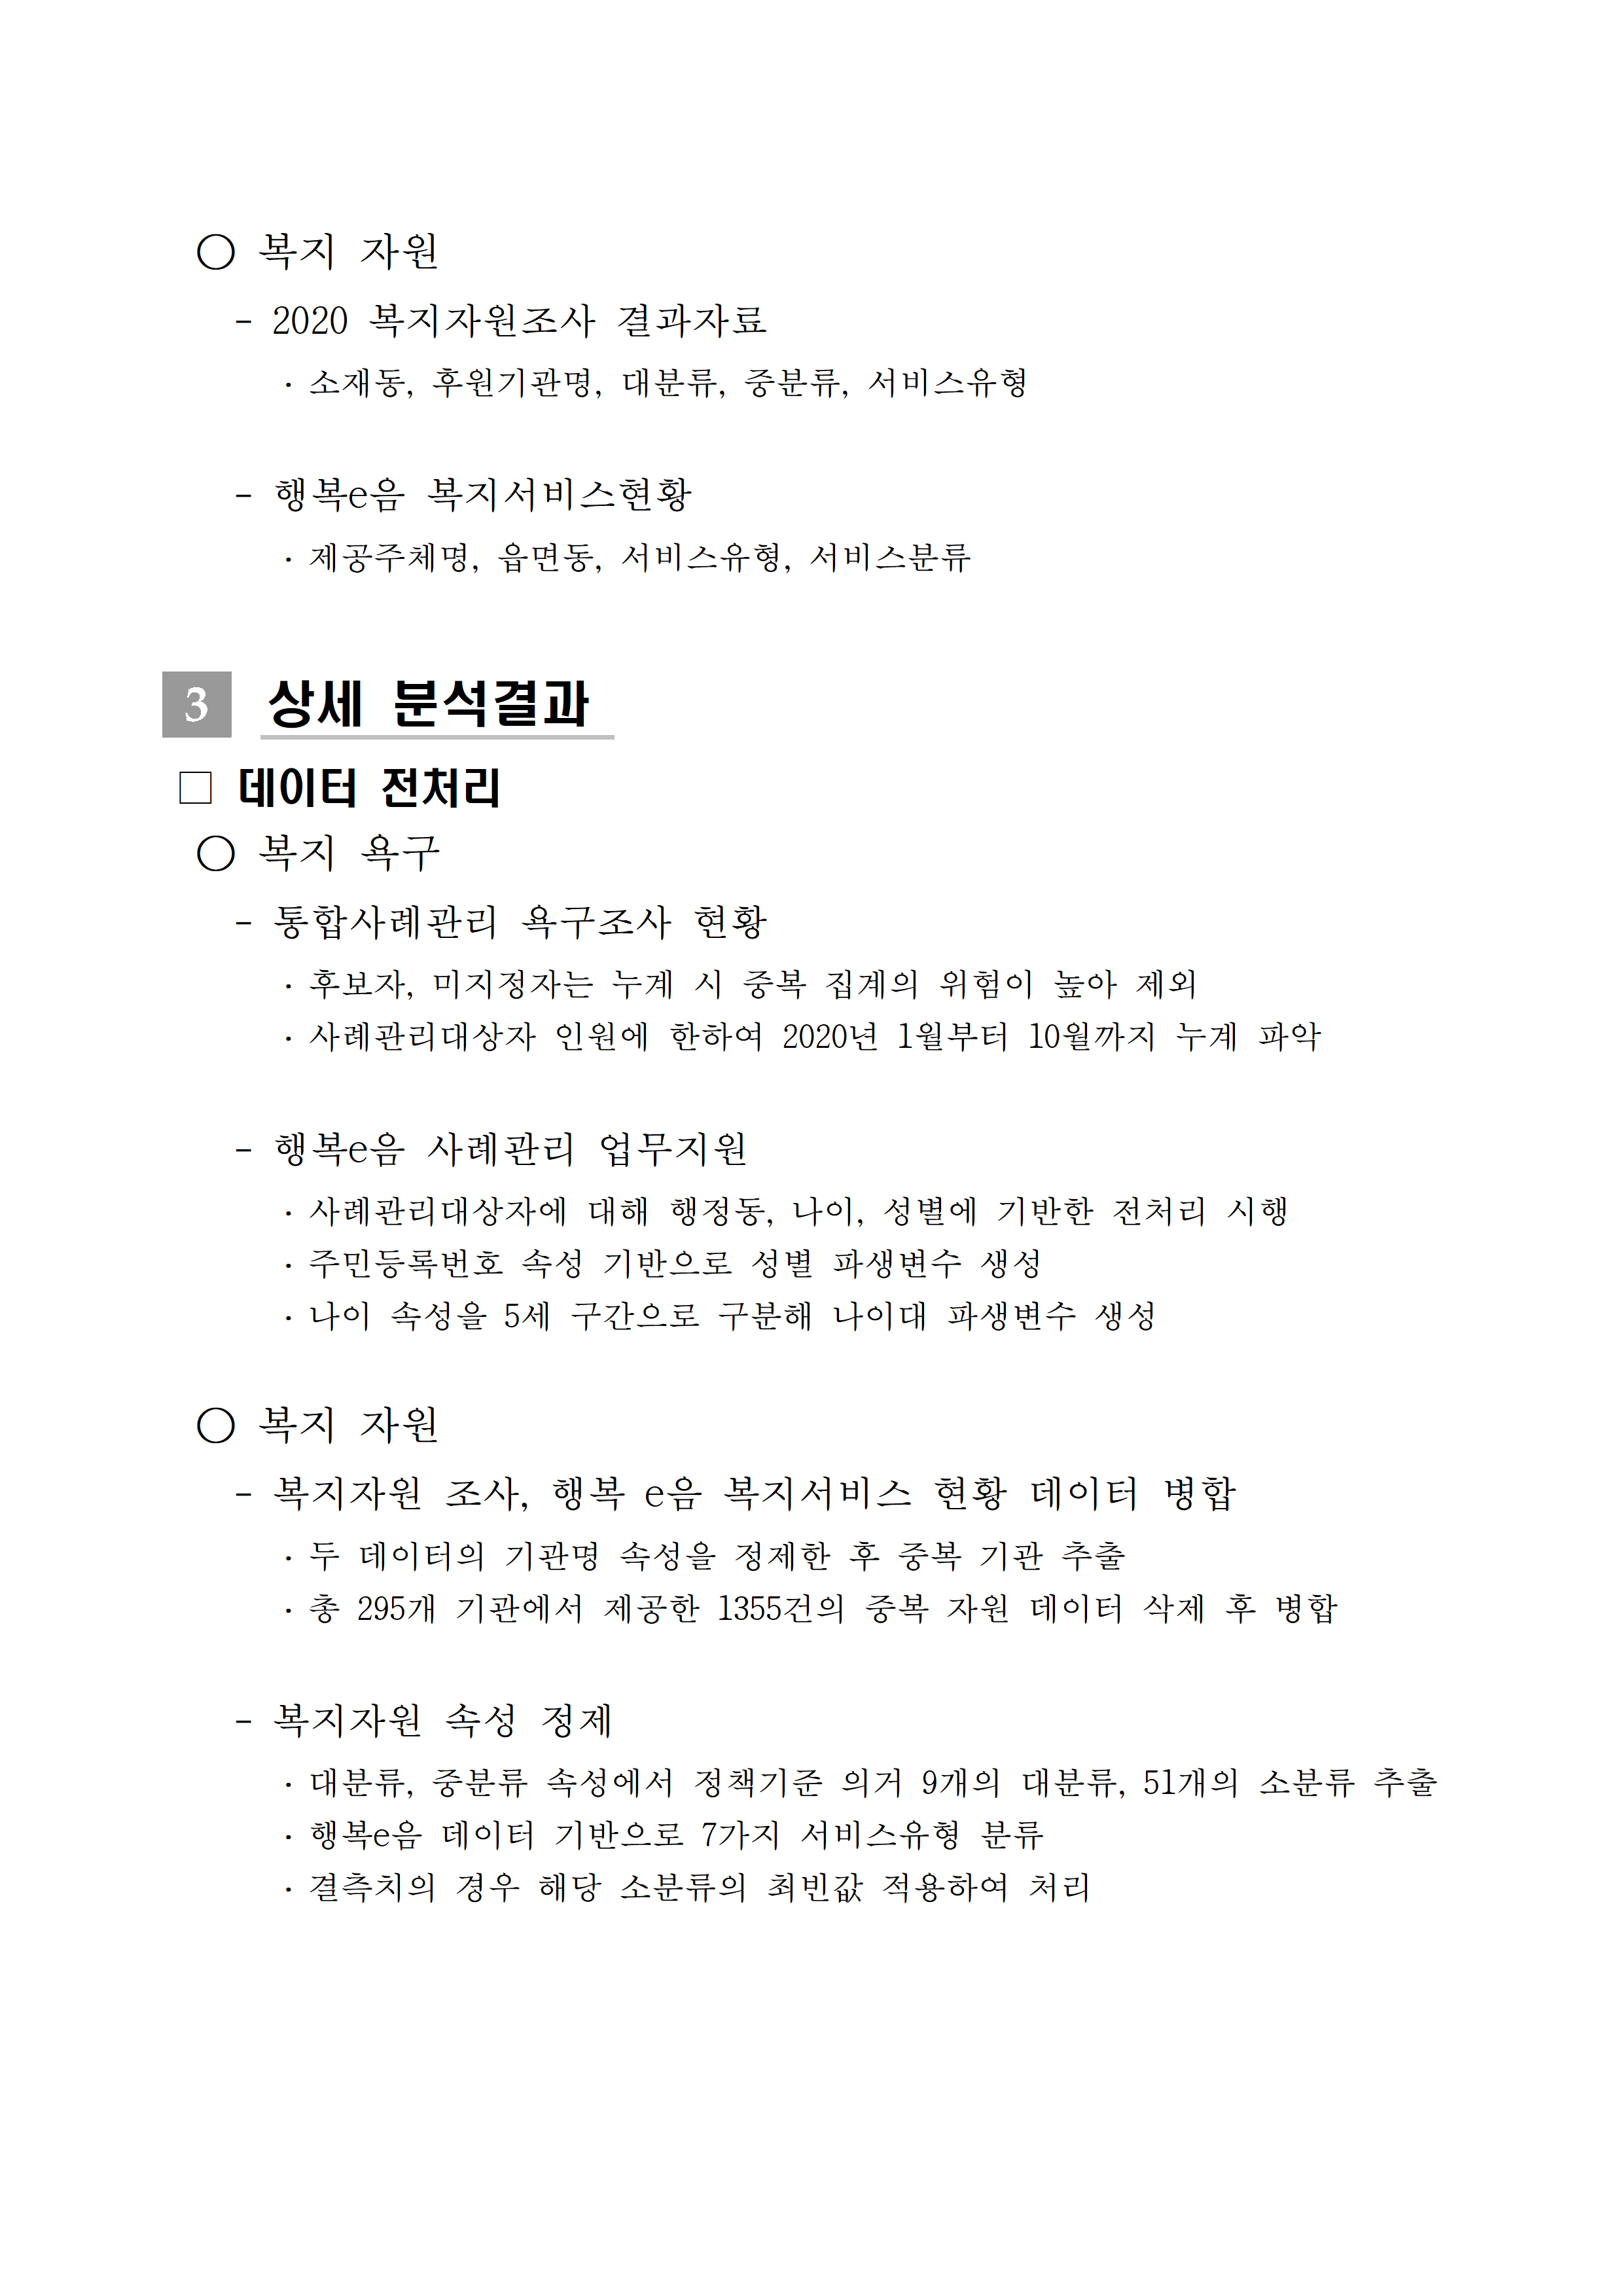 ○ 복지 자원
- 2020 복지자원조사 결과자료
· 소재동, 후원기관명, 대분류, 중분류, 서비스유형
- 행복e음 복지서비스현황
· 제공주체명, 읍면동, 서비스유형, 서비스분류
3 상세 분석결과
□ 데이터 전처리
○ 복지 욕구
- 통합사례관리 욕구조사 현황
· 후보자, 미지정자는 누계 시 중복 집계의 위험이 높아 제외
· 사례관리대상자 인원에 한하여 2020년 1월부터 10월까지 누계 파악
- 행복e음 사례관리 업무지원
· 사례관리대상자에 대해 행정동, 나이, 성별에 기반한 전처리 시행
· 주민등록번호 속성 기반으로 성별 파생변수 생성
· 나이 속성을 5세 구간으로 구분해 나이대 파생변수 생성
○ 복지 자원
- 복지자원 조사, 행복 e음 복지서비스 현황 데이터 병합
· 두 데이터의 기관명 속성을 정제한 후 중복 기관 추출
· 총 295개 기관에서 제공한 1355건의 중복 자원 데이터 삭제 후 병합
- 복지자원 속성 정제
· 대분류, 중분류 속성에서 정책기준 의거 9개의 대분류, 51개의 소분류 추출
· 행복e음 데이터 기반으로 7가지 서비스유형 분류
· 결측치의 경우 해당 소분류의 최빈값 적용하여 처리